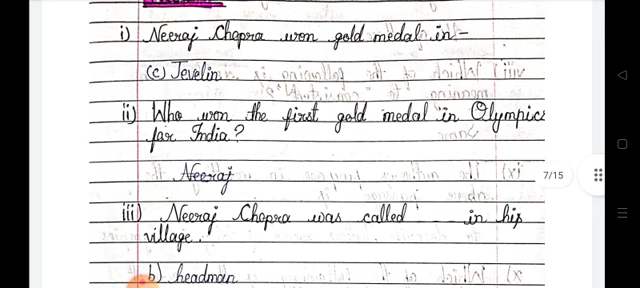 i) Neeraj Chopra won gold medal in-
(c) Jevelin
ii) Who won the first gold medal in Olympics
for India?
Neeraj
iii) Neeraj Chopra was called __ in his
village.
b) headman
7/15